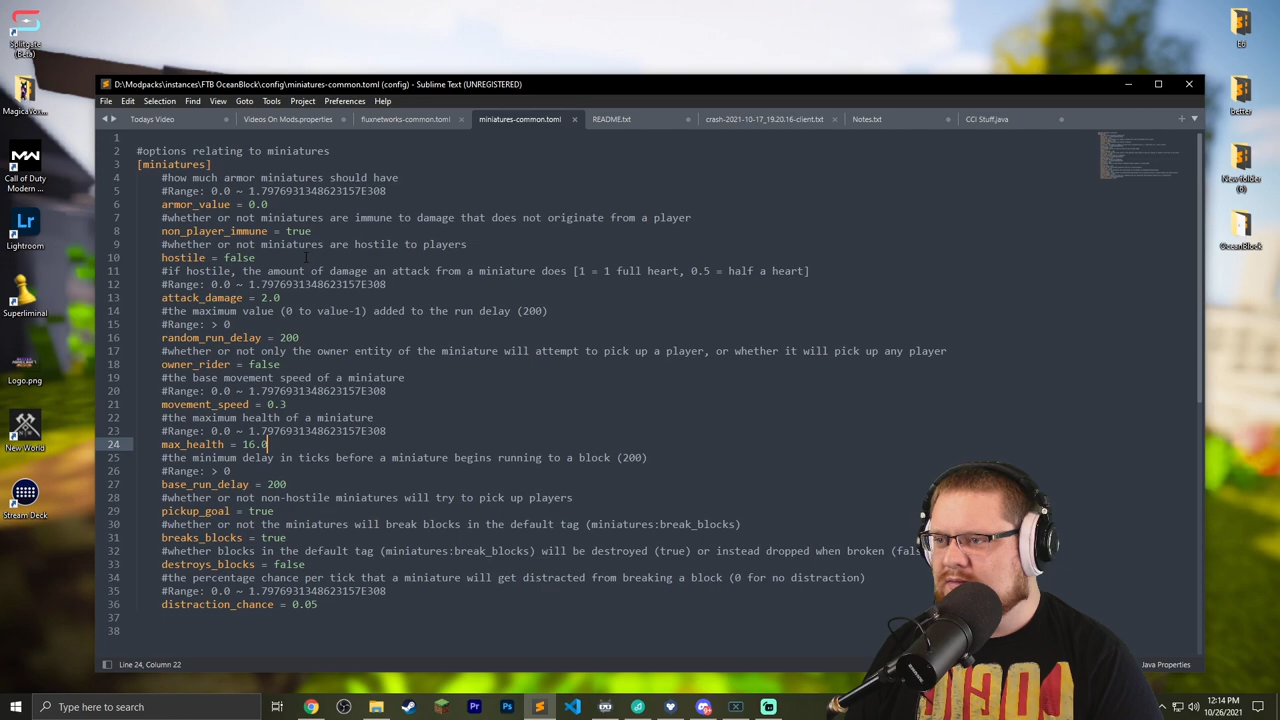 Splitgate
(Beta)
MagicaVox...
Call of Duty
Modern ...
Lr
Lightroom
Superliminal
Logo.png
New World
Stream Deck
E6
better
New folder
(6)
OceanBlock
D:\Modpacks\instances\FTB OceanBlock\config\miniatures-common.toml (config) - Sublime Text (UNREGISTERED)
File Edit Selection Find View Goto Tools Project Preferences Help
Todays Video Videos On Mods.properties fluxnetworks-common.toml miniatures-common.toml README.txt crash-2021-10-17_19.20.16-client.txt Notes.txt CCI Stuff.java
1
2 #options relating to miniatures
3 [miniatures]
4 #how much armor miniatures should have
5 #Range: 0.0 ~ 1.7976931348623157E308
6 armor_value = 0.0
7 #whether or not miniatures are immune to damage that does not originate from a player
8 non_player_immune = true
9 #whether or not miniatures are hostile to players
10 hostile = false
11 #if hostile, the amount of damage an attack from a miniature does [1 = 1 full heart, 0.5 = half a heart]
12 #Range: 0.0 ~ 1.7976931348623157E308
13 attack_damage = 2.0
14 #the maximum value (0 to value-1) added to the run delay (200)
15 #Range: > 0
16 random_run_delay = 200
17 #whether or not only the owner entity of the miniature will attempt to pick up a player, or whether it will pick up any player
18 owner_rider = false
19 #the base movement speed of a miniature
20 #Range: 0.0 ~ 1.7976931348623157E308
21 movement_speed = 0.3
22 #the maximum health of a miniature
23 #Range: 0.0 ~ 1.7976931348623157E308
24 max_health = 16.0
25 #the minimum delay in ticks before a miniature begins running to a block (200)
26 #Range: > 0
27 base_run_delay = 200
28 #whether or not non-hostile miniatures will try to pick up players
29 pickup_goal = true
30 #whether or not the miniatures will break blocks in the default tag (miniatures:break_blocks)
31 breaks_blocks = true
32 #whether blocks in the default tag (miniatures:break_blocks) will be destroyed (true) or instead dropped when broken (fals
33 destroys_blocks = false
34 #the percentage chance per tick that a miniature will get distracted from breaking a block (0 for no distraction)
35 #Range: 0.0 ~ 1.7976931348623157E308
36 distraction_chance = 0.05
37
38
Line 24, Column 22
Java Properties
Type here to search
Pr
Ps
12:14 PM
10/26/2021